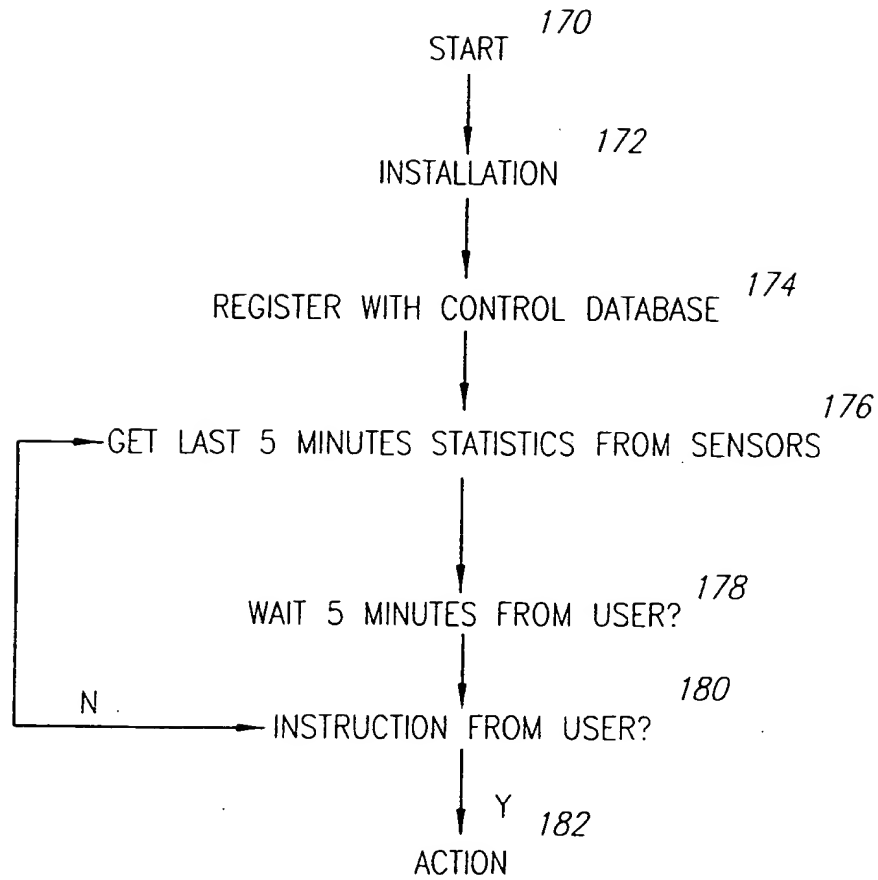 170
START
172
INSTALLATION
174
REGISTER WITH CONTROL DATABASE
176
GET LAST 5 MINUTES STATISTICS FROM SENSORS
178
WAIT 5 MINUTES FROM USER?
180
N
INSTRUCTION FROM USER?
Y
182
ACTION